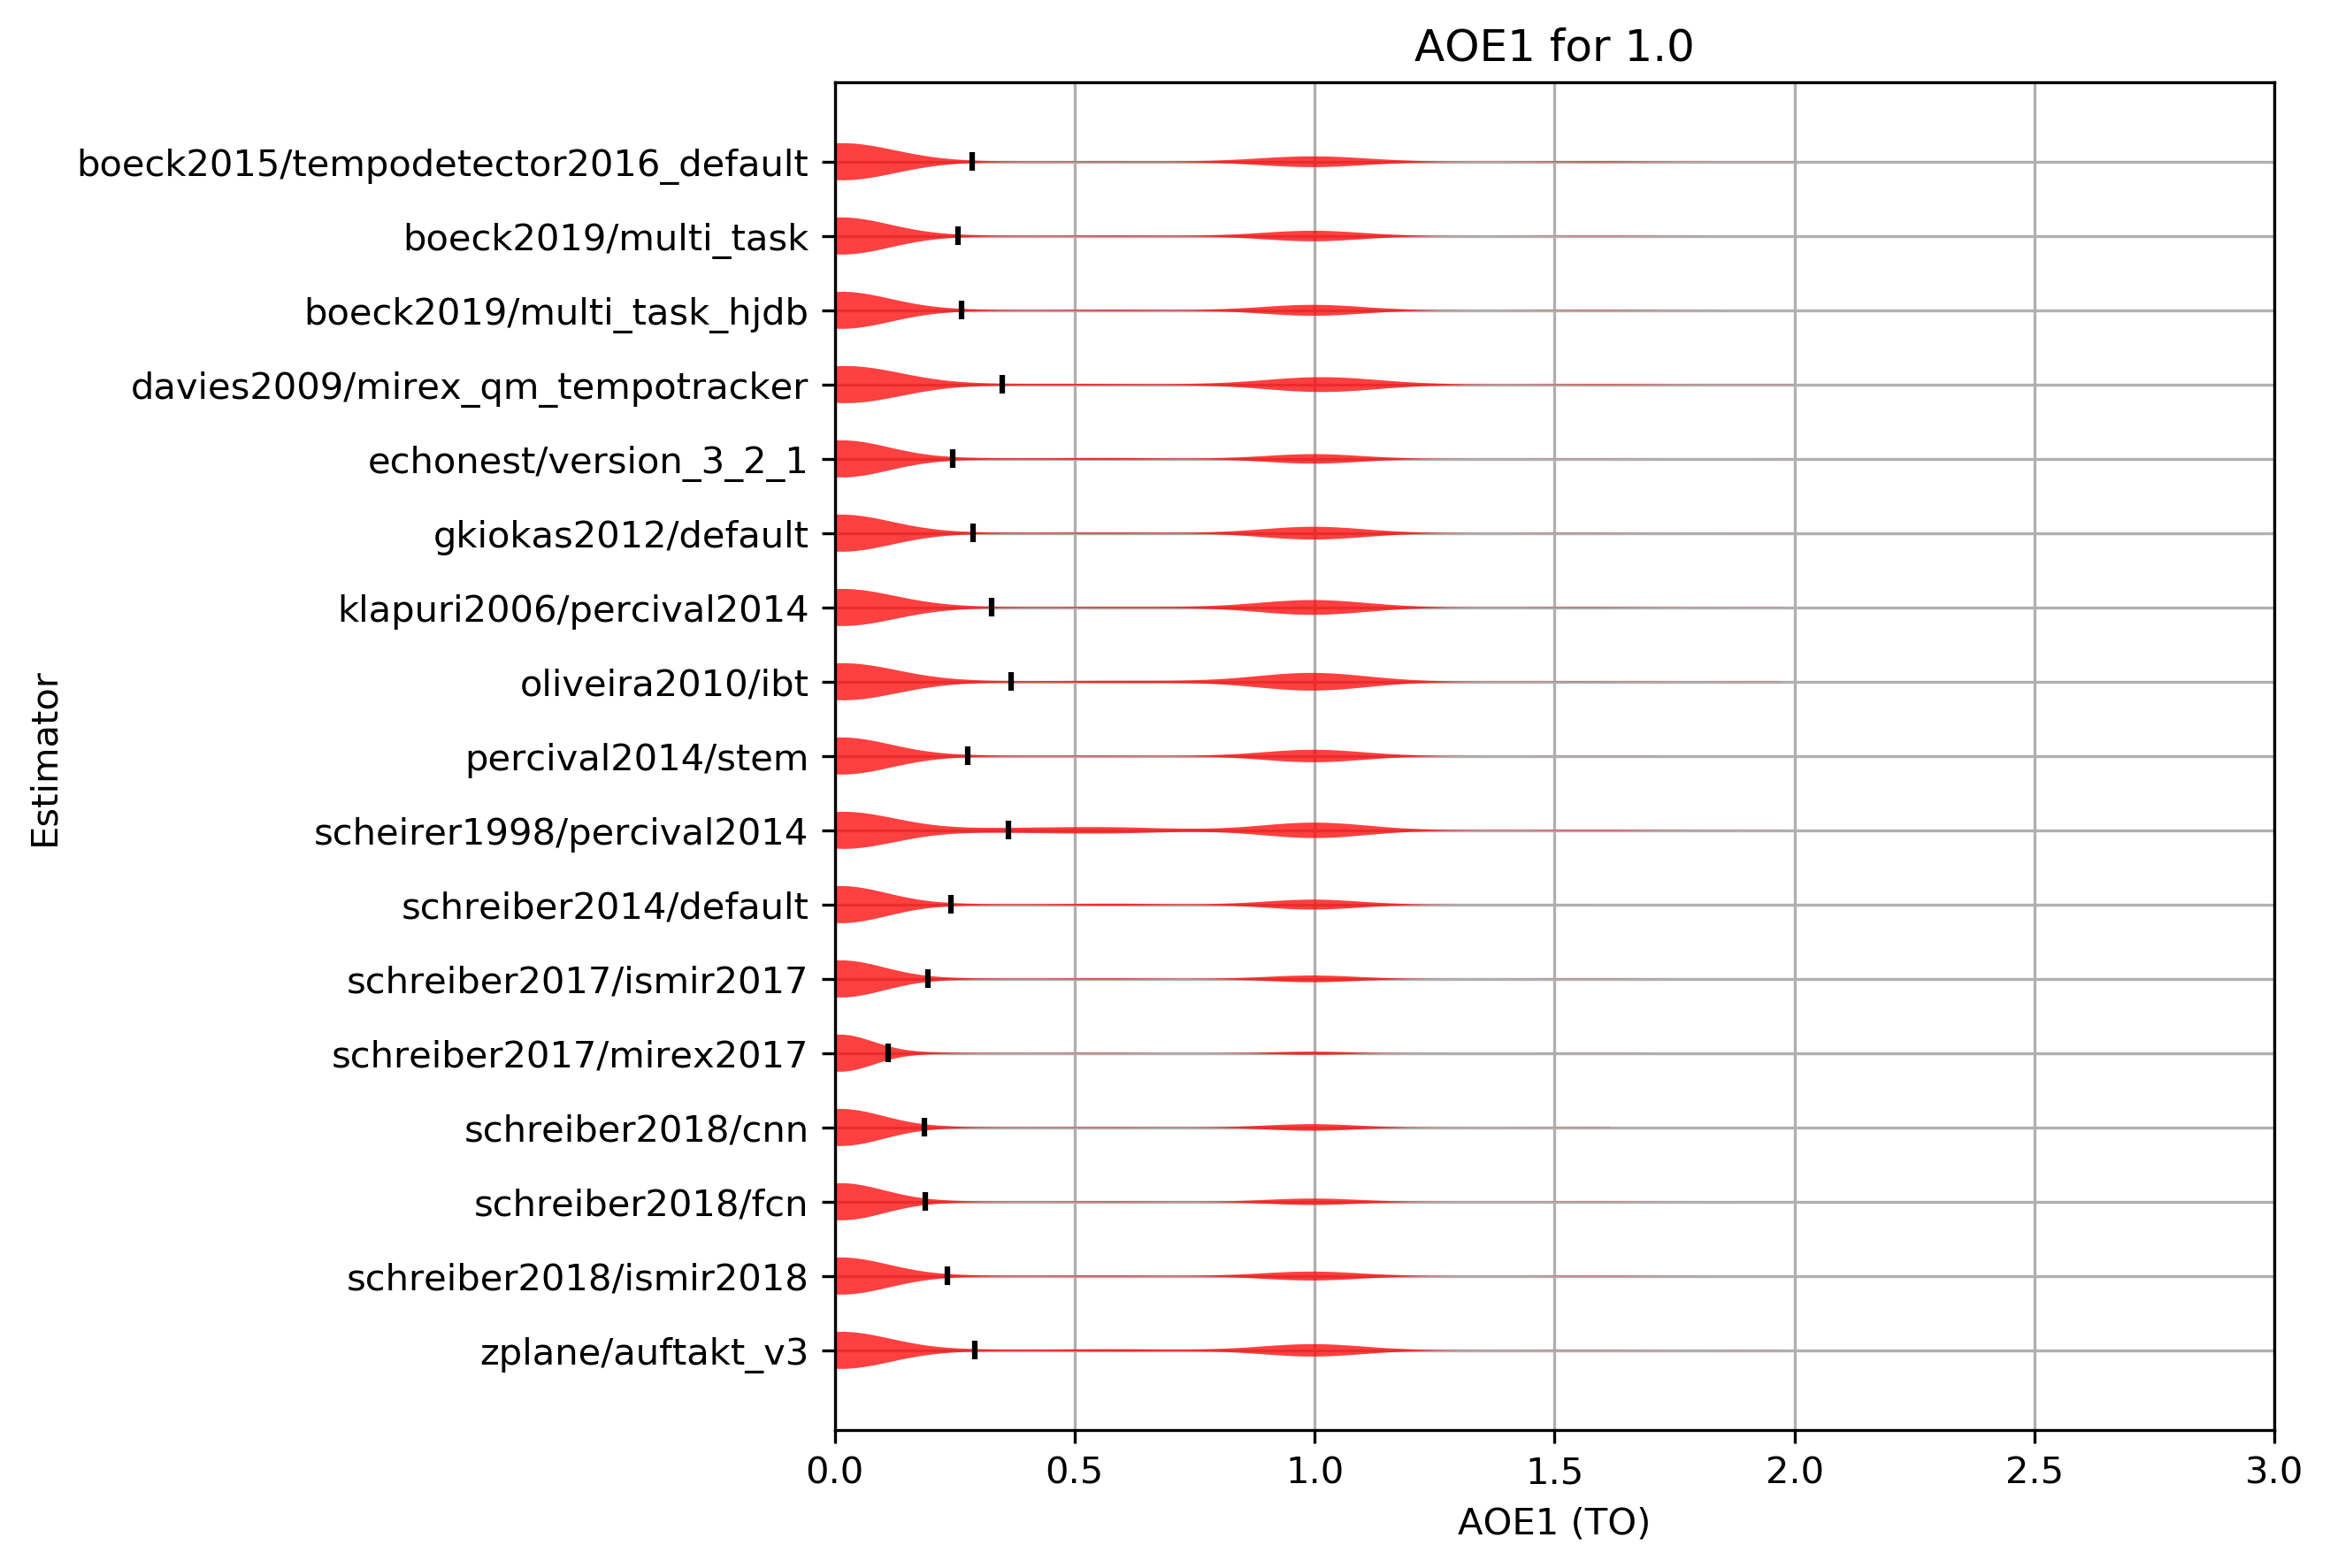 AOE1 for 1.0
Estimator
boeck2015/tempodetector2016_default
boeck2019/multi_task
boeck2019/multi_task_hjdb
davies2009/mirex_qm_tempotracker
echonest/version_3_2_1
gkiokas2012/default
klapuri2006/percival2014
oliveira2010/ibt
percival2014/stem
scheirer1998/percival2014
schreiber2014/default
schreiber2017/ismir2017
schreiber2017/mirex2017
schreiber2018/cnn
schreiber2018/fcn
schreiber2018/ismir2018
zplane/auftakt_v3
0.0 0.5 1.0 1.5 2.0 2.5 3.0
AOE1 (TO)